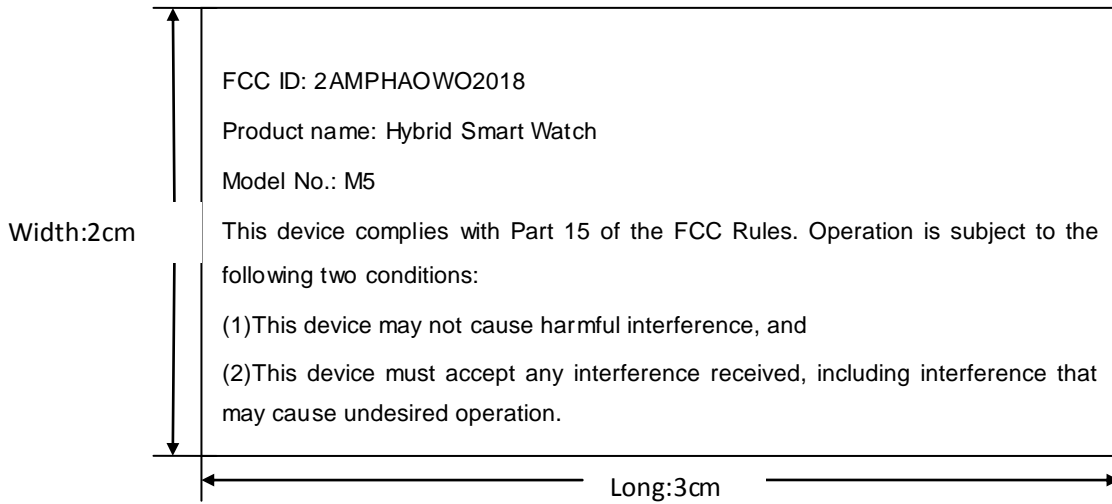 FCC ID: 2AMPHAOWO2018
Product name: Hybrid Smart Watch
Model No.: M5
Width:2cm
This device complies with Part 15 of the FCC Rules. Operation is subject to the
following two conditions:
(1)This device may not cause harmful interference, and
(2)This device must accept any interference received, including interference that
may cause undesired operation.
Long:3cm